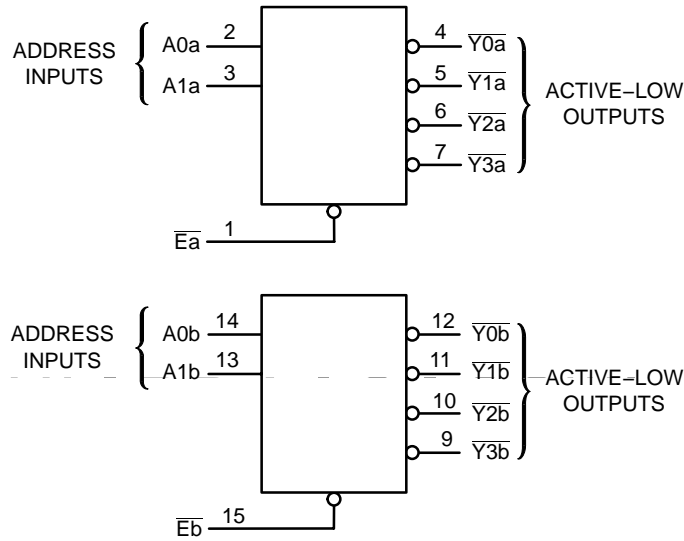 ADDRESS
INPUTS
A0a 2
A1a 3
4 Y0a
5 Y1a
6 Y2a
7 Y3a
ACTIVE–LOW
OUTPUTS
Ea 1
ADDRESS
INPUTS
A0b 14
A1b 13
12 Y0b
11 Y1b
10 Y2b
9 Y3b
ACTIVE–LOW
OUTPUTS
Eb 15